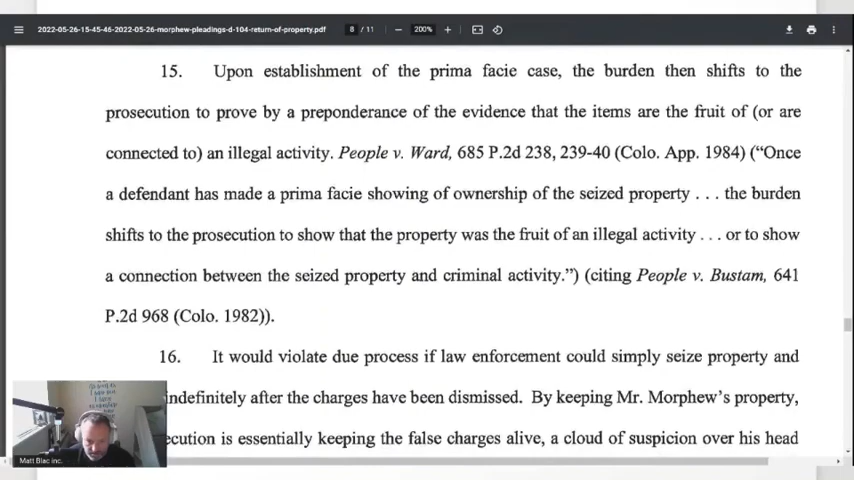 2022-05-26-15-45-46-2022-05-26-morphew-pleadings-d-104-return-of-property.pdf 8 / 11 — 200% +
15. Upon establishment of the prima facie case, the burden then shifts to the
prosecution to prove by a preponderance of the evidence that the items are the fruit of (or are
connected to) an illegal activity. People v. Ward, 685 P.2d 238, 239-40 (Colo. App. 1984) (“Once
a defendant has made a prima facie showing of ownership of the seized property . . . the burden
shifts to the prosecution to show that the property was the fruit of an illegal activity . . . or to show
a connection between the seized property and criminal activity.”) (citing People v. Bustam, 641
P.2d 968 (Colo. 1982)).
16. It would violate due process if law enforcement could simply seize property and
indefinitely after the charges have been dismissed. By keeping Mr. Morphew’s property,
ecution is essentially keeping the false charges alive, a cloud of suspicion over his head
Matt Blac inc.